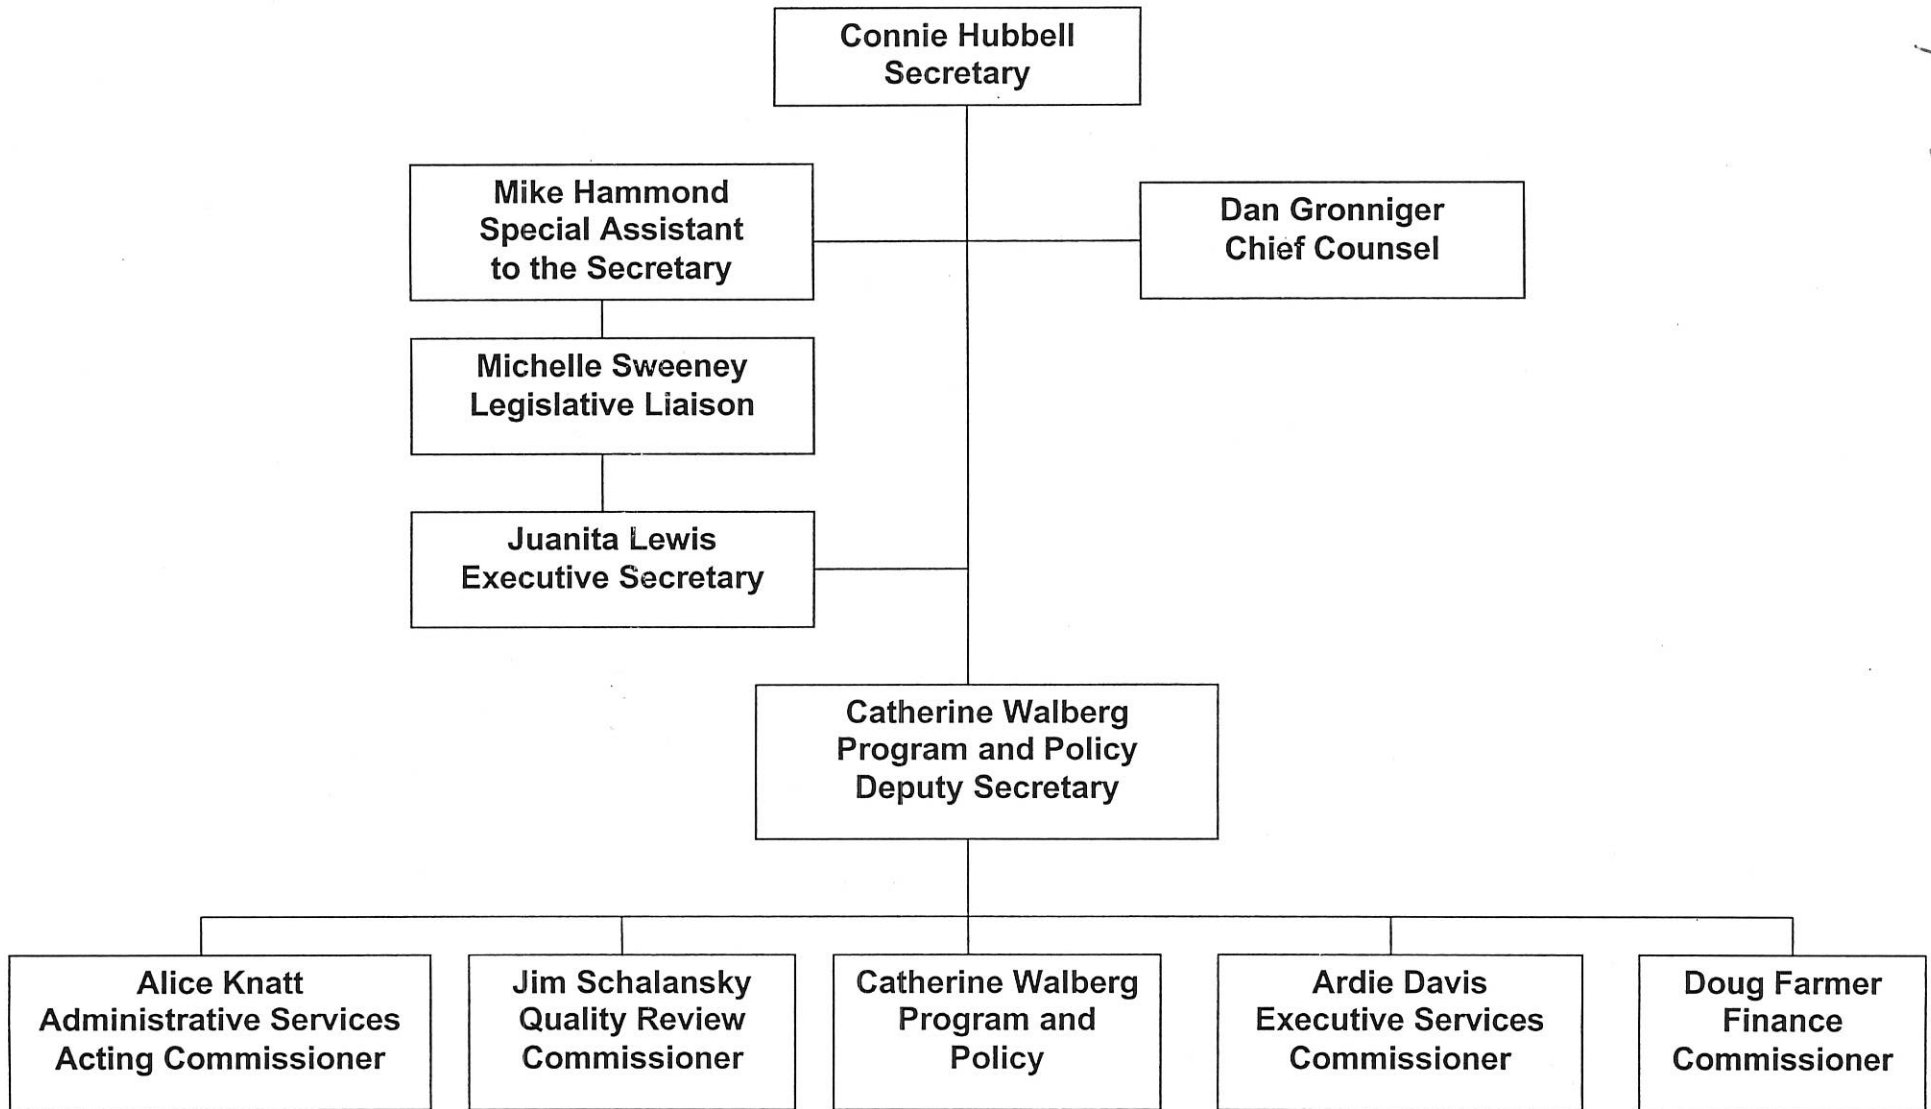 Connie Hubbell
Secretary
Mike Hammond
Special Assistant
to the Secretary
Dan Gronniger
Chief Counsel
Michelle Sweeney
Legislative Liaison
Juanita Lewis
Executive Secretary
Catherine Walberg
Program and Policy
Deputy Secretary
Alice Knatt
Administrative Services
Acting Commissioner
Jim Schalansky
Quality Review
Commissioner
Catherine Walberg
Program and
Policy
Ardie Davis
Executive Services
Commissioner
Doug Farmer
Finance
Commissioner